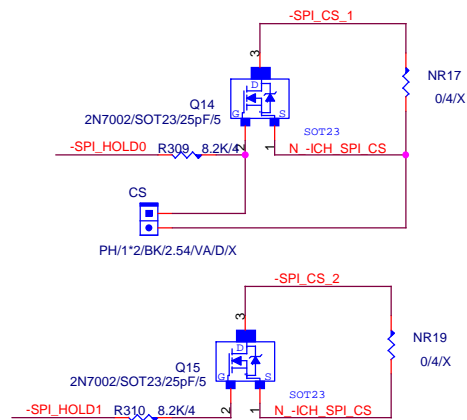 -SPI_CS_1
3
D
NR17
0/4/X
Q14
2N7002/SOT23/25pF/5
G
S
SOT23
-SPI_HOLD0
R309
8.2K/4
2
1
N_-ICH_SPI_CS
CS
PH/1*2/BK/2.54/VA/D/X
-SPI_CS_2
3
D
NR19
0/4/X
Q15
2N7002/SOT23/25pF/5
G
S
SOT23
-SPI_HOLD1
R310
8.2K/4
2
1
N_-ICH_SPI_CS